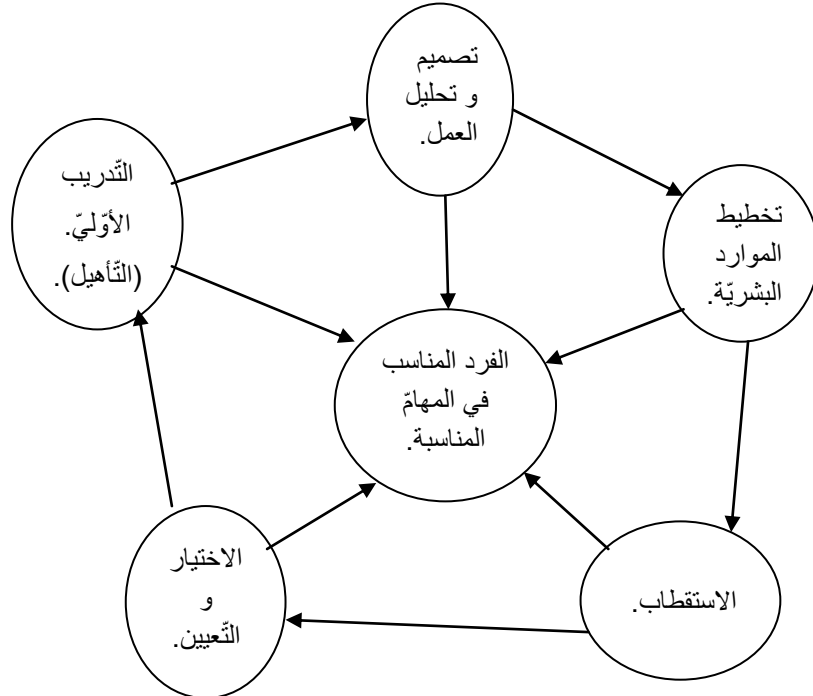 تصميم
و تحليل
العمل.
تخطيط
الموارد
البشريّة.
التّدريب
الأوّليّ.
(التّأهيل).
الفرد المناسب
في المهامّ
المناسبة.
الاختيار
و
التّعيين.
الاستقطاب.